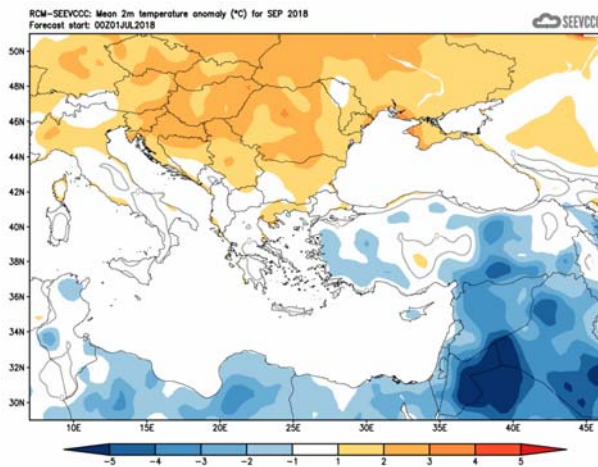 RCM-SEEVCCC: Mean 2m temperature anomaly (°C) for SEP 2018
Forecast start: 00Z01JUL2018
SEEVCCC
50N
48N
46N
44N
42N
40N
38N
36N
34N
32N
30N
10E 15E 20E 25E 30E 35E 40E 45E
-5 -4 -3 -2 -1 1 2 3 4 5